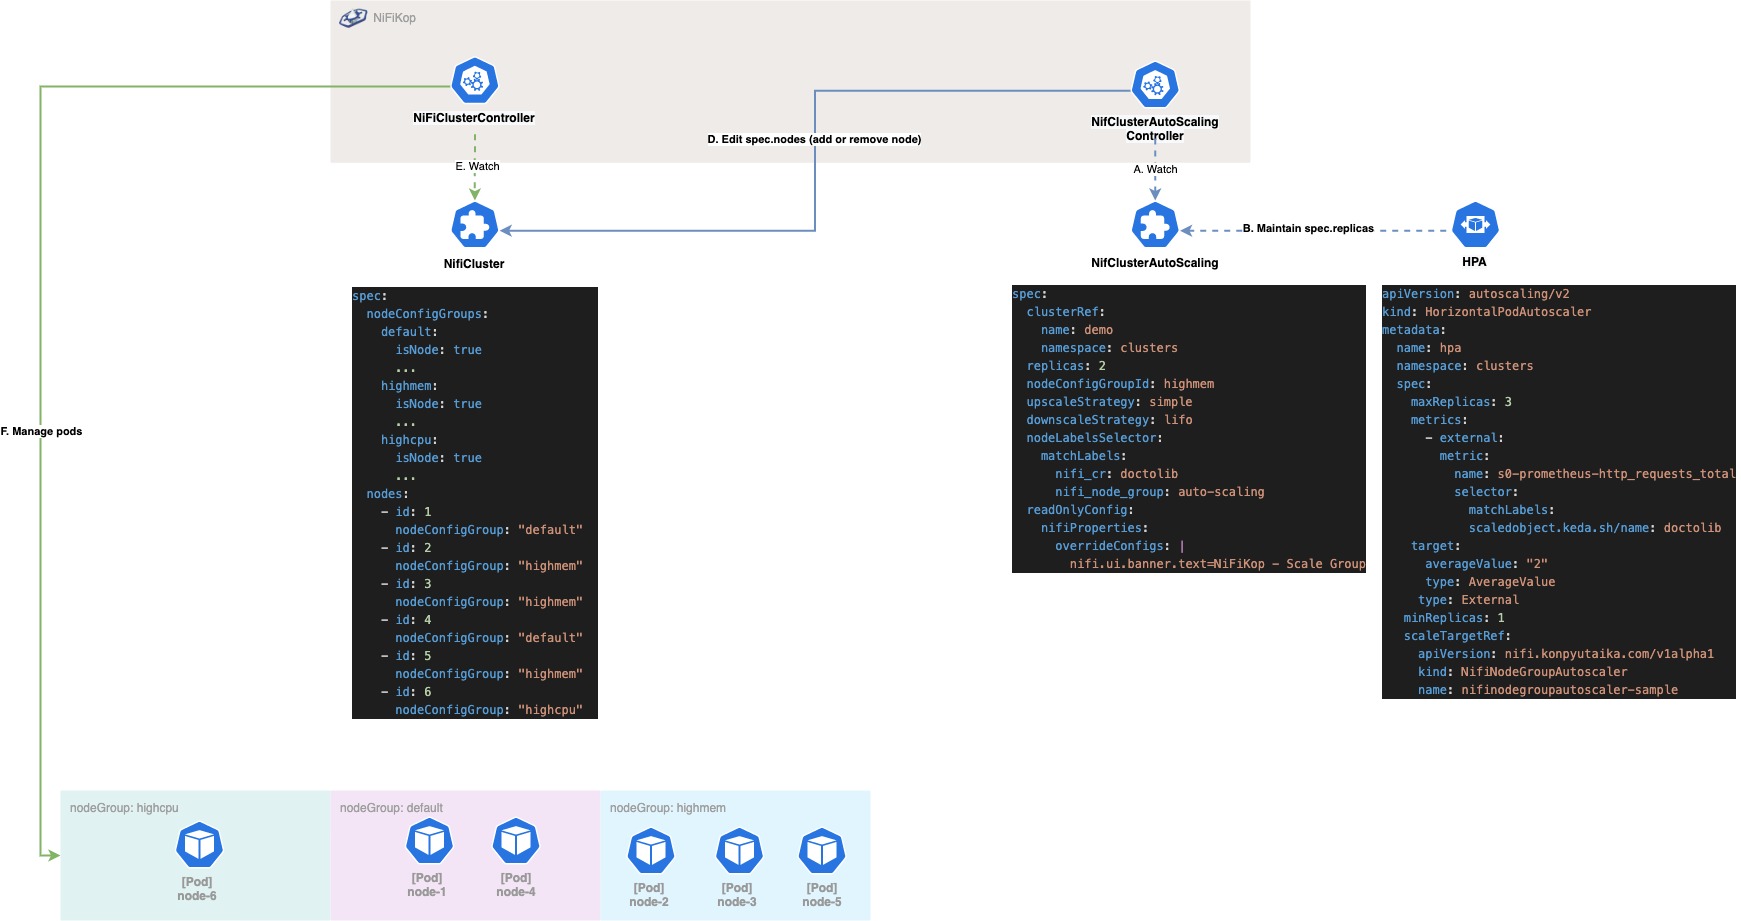 NiFiKop
NiFiClusterController
NifClusterAutoScaling
Controller
D. Edit spec.nodes (add or remove node)
E. Watch
A. Watch
B. Maintain spec.replicas
NifiCluster
NifClusterAutoScaling
HPA
spec:
nodeConfigGroups:
default:
isNode: true
...
highmem:
isNode: true
...
highcpu:
isNode: true
...
nodes:
- id: 1
nodeConfigGroup: "default"
- id: 2
nodeConfigGroup: "highmem"
- id: 3
nodeConfigGroup: "highmem"
- id: 4
nodeConfigGroup: "default"
- id: 5
nodeConfigGroup: "highmem"
- id: 6
nodeConfigGroup: "highcpu"
spec:
clusterRef:
name: demo
namespace: clusters
replicas: 2
nodeConfigGroupId: highmem
upscaleStrategy: simple
downscaleStrategy: lifo
nodeLabelsSelector:
matchLabels:
nifi_cr: doctolib
nifi_node_group: auto-scaling
readOnlyConfig:
nifiProperties:
overrideConfigs: |
nifi.ui.banner.text=NiFiKop - Scale Group
apiVersion: autoscaling/v2
kind: HorizontalPodAutoscaler
metadata:
name: hpa
namespace: clusters
spec:
maxReplicas: 3
metrics:
- external:
metric:
name: s0-prometheus-http_requests_total
selector:
matchLabels:
scaledobject.keda.sh/name: doctolib
target:
averageValue: "2"
type: AverageValue
type: External
minReplicas: 1
scaleTargetRef:
apiVersion: nifi.konpyutaika.com/v1alpha1
kind: NifiNodeGroupAutoscaler
name: nifinodegroupautoscaler-sample
F. Manage pods
nodeGroup: highcpu
[Pod]
node-6
nodeGroup: default
[Pod]
node-1
[Pod]
node-4
nodeGroup: highmem
[Pod]
node-2
[Pod]
node-3
[Pod]
node-5